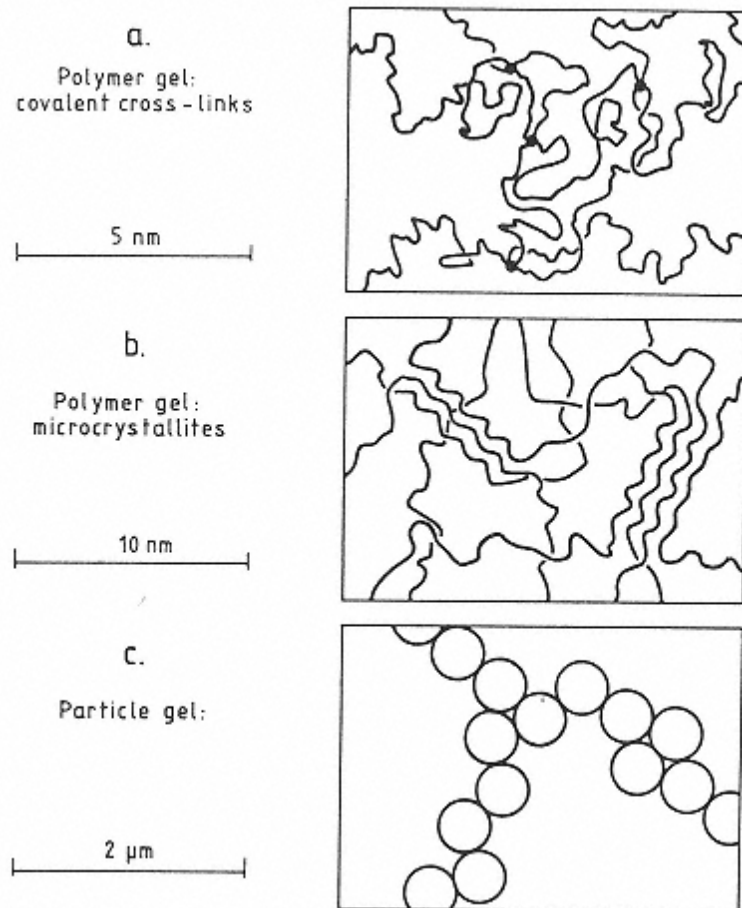 a.
Polymer gel:
covalent cross-links
5 nm
b.
Polymer gel:
microcrystallites
10 nm
c.
Particle gel:
2 µm